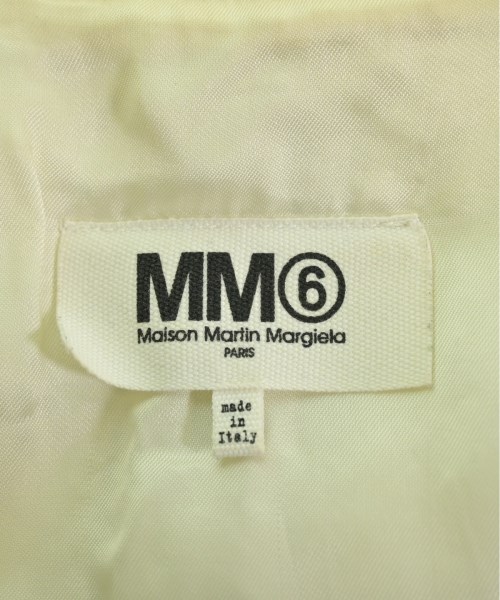 MM⑥
Maison Martin Margiela
PARIS
made
in
Italy